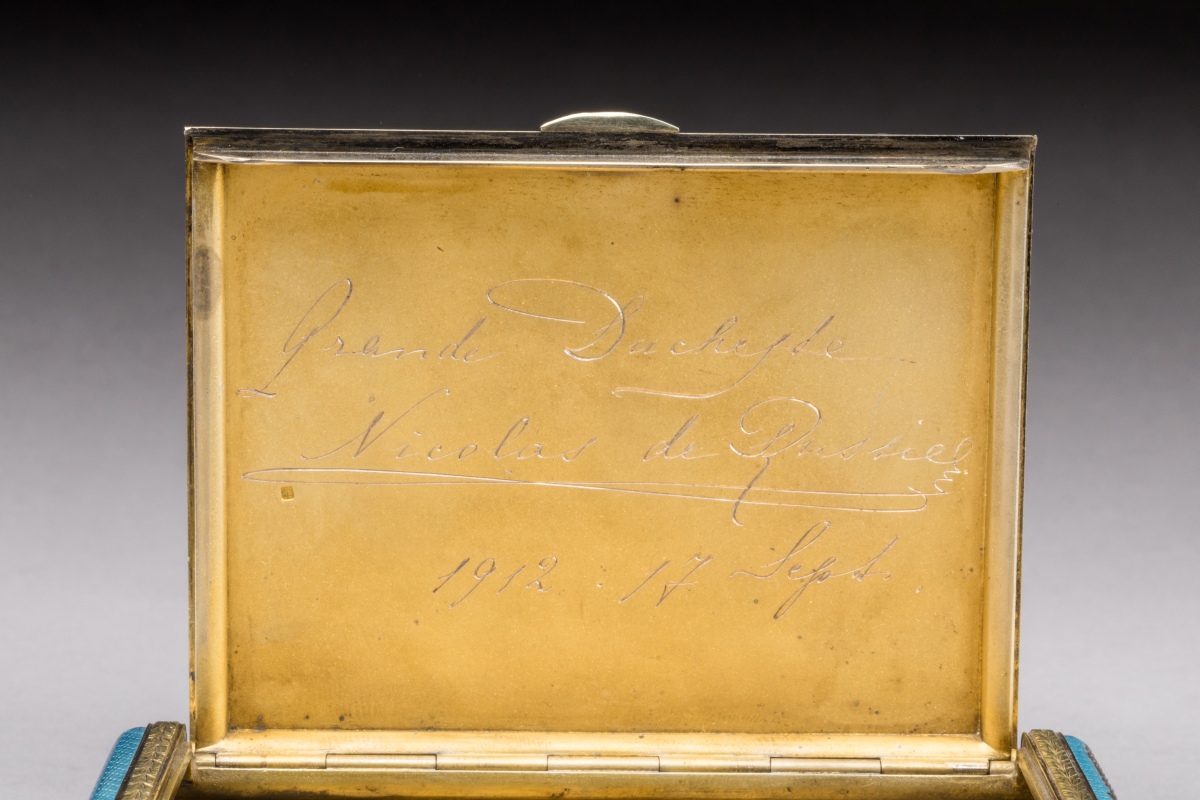 Grande Duchesse
Nicolas de Russie
1912 . 17 Sept.